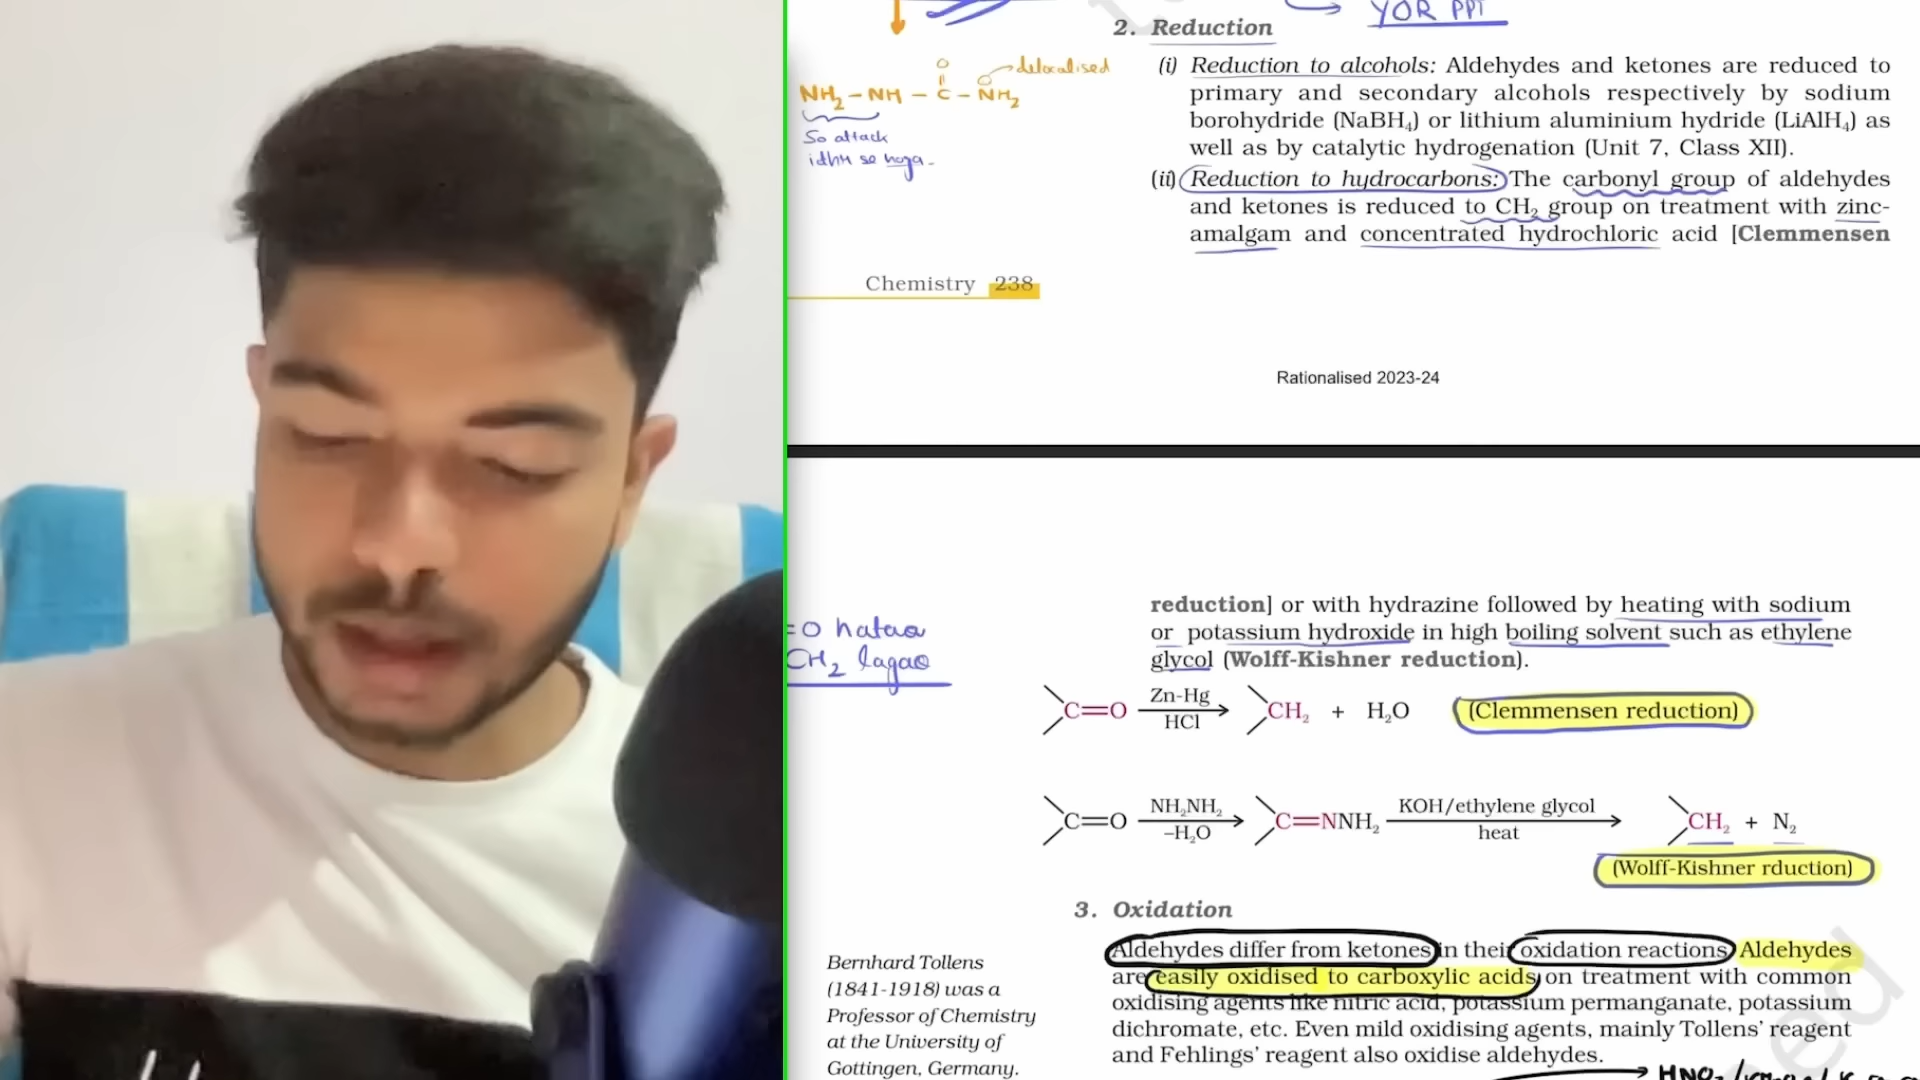 YOR PPT
2. Reduction
(i) Reduction to alcohols: Aldehydes and ketones are reduced to
primary and secondary alcohols respectively by sodium
borohydride (NaBH₄) or lithium aluminium hydride (LiAlH₄) as
well as by catalytic hydrogenation (Unit 7, Class XII).
(ii) Reduction to hydrocarbons: The carbonyl group of aldehydes
and ketones is reduced to CH₂ group on treatment with zinc-
amalgam and concentrated hydrochloric acid [Clemmensen
delocalised
O
NH₂-NH-C-NH₂
So attack
idhr se hoga.
Chemistry 238
Rationalised 2023-24
=O hatao
CH₂ lagao
reduction] or with hydrazine followed by heating with sodium
or potassium hydroxide in high boiling solvent such as ethylene
glycol (Wolff-Kishner reduction).
C=O Zn-Hg HCl CH₂ + H₂O (Clemmensen reduction)
C=O NH₂NH₂ -H₂O C=NNH₂ KOH/ethylene glycol heat CH₂ + N₂
(Wolff-Kishner rduction)
3. Oxidation
Aldehydes differ from ketones in their oxidation reactions. Aldehydes
are easily oxidised to carboxylic acids on treatment with common
oxidising agents like nitric acid, potassium permanganate, potassium
dichromate, etc. Even mild oxidising agents, mainly Tollens' reagent
and Fehlings' reagent also oxidise aldehydes.
Bernhard Tollens
(1841-1918) was a
Professor of Chemistry
at the University of
Gottingen, Germany.